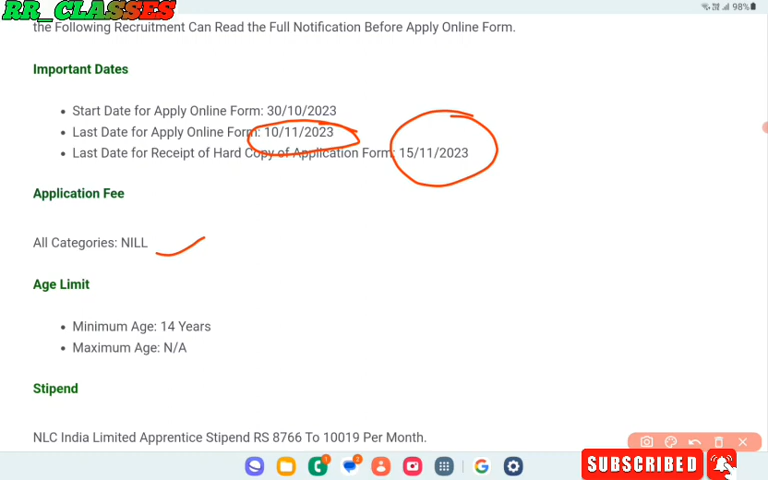 RR_CLASSES
98%
the Following Recruitment Can Read the Full Notification Before Apply Online Form.
Important Dates
• Start Date for Apply Online Form: 30/10/2023
• Last Date for Apply Online Form: 10/11/2023
• Last Date for Receipt of Hard Copy of Application Form: 15/11/2023
Application Fee
All Categories: NILL
Age Limit
• Minimum Age: 14 Years
• Maximum Age: N/A
Stipend
NLC India Limited Apprentice Stipend RS 8766 To 10019 Per Month.
SUBSCRIBED